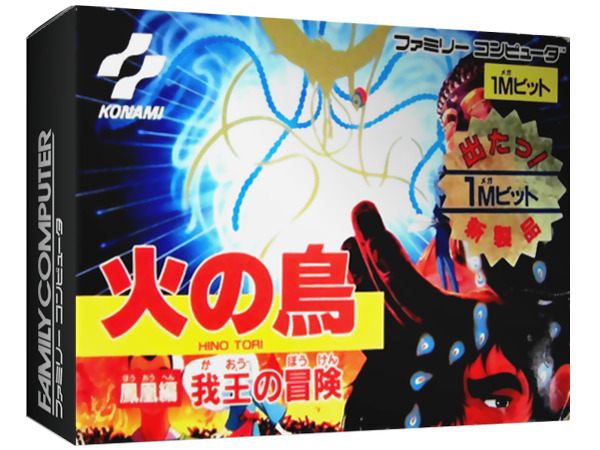 KONAMI
ファミリー コンピュータ™
メガ
1Mビット
出たっ!
メガ
1Mビット
新製品
火の鳥
HINO TORI
ほう おう へん
鳳凰編
が おう ぼう けん
我王の冒険
FAMILY COMPUTER
ファミリー コンピュータ